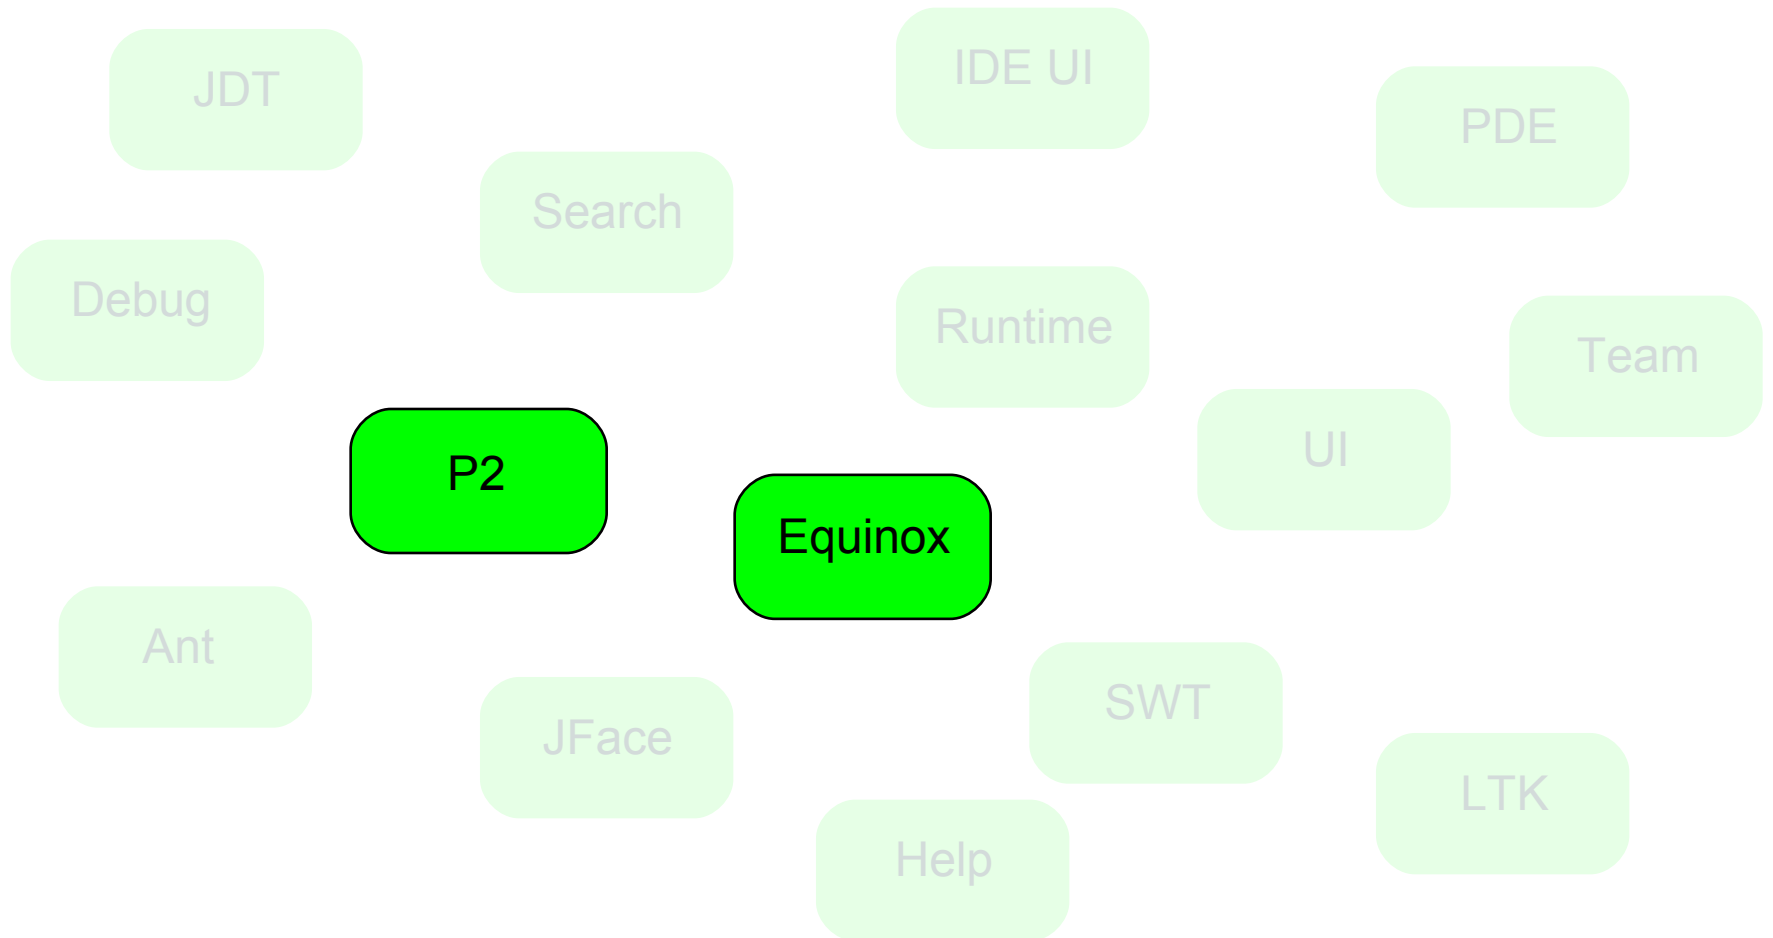 IDE UI
JDT
PDE
Search
Debug
Runtime
Team
UI
P2
Equinox
Ant
SWT
JFace
LTK
Help